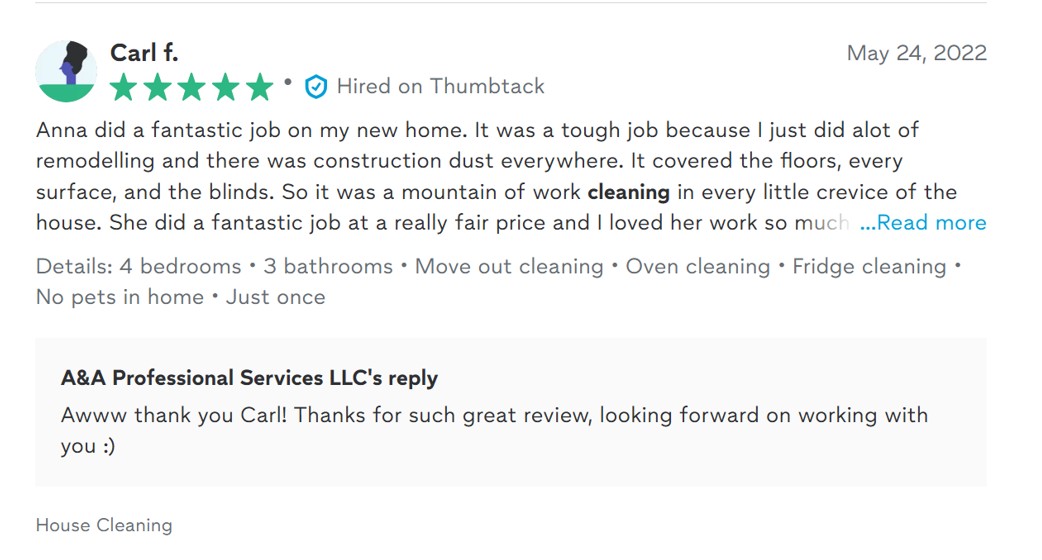 Carl f.
May 24, 2022
• Hired on Thumbtack
Anna did a fantastic job on my new home. It was a tough job because I just did alot of
remodelling and there was construction dust everywhere. It covered the floors, every
surface, and the blinds. So it was a mountain of work cleaning in every little crevice of the
house. She did a fantastic job at a really fair price and I loved her work so much ...Read more
Details: 4 bedrooms • 3 bathrooms • Move out cleaning • Oven cleaning • Fridge cleaning •
No pets in home • Just once
A&A Professional Services LLC's reply
Awww thank you Carl! Thanks for such great review, looking forward on working with
you :)
House Cleaning